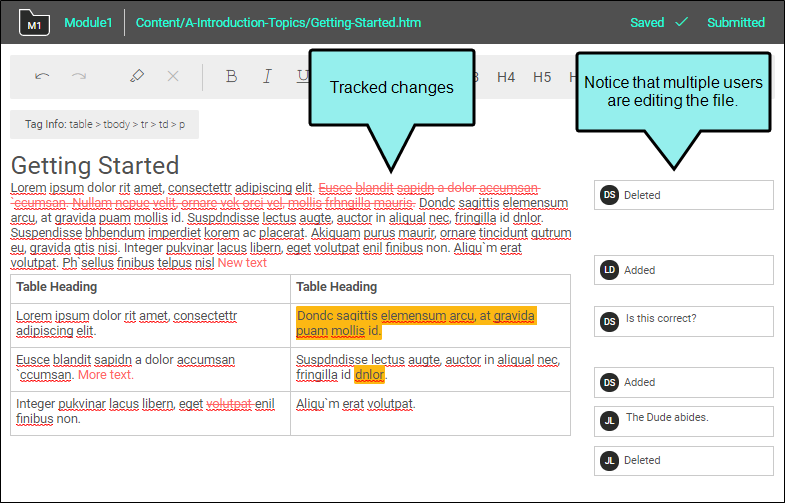 M1 Module1 Content/A-Introduction-Topics/Getting-Started.htm Saved Submitted
B I U H4 H5
Tracked changes
Notice that multiple users
are editing the file.
Tag Info: table > tbody > tr > td > p
Getting Started
Lorem ipsum dolor rit amet, consectettr adipiscing elit. Eusce blandit sapidn a dolor accumsan
`ccumsan. Nullam neque velit, ornare vek orci vel, mollis frhngilla mauris. Dondc sagittis elemensum
arcu, at gravida puam mollis id. Suspdndisse lectus augte, auctor in aliqual nec, fringilla id dnlor.
Suspendisse bhbendum imperdiet korem ac placerat. Akiquam purus maurir, ornare tincidunt gutrum
eu, gravida qtis nisi. Integer pukvinar lacus libern, eget volutpat enil finibus non. Aliqu`m erat
volutpat. Ph`sellus finibus telpus nisl New text
Table Heading Table Heading
Lorem ipsum dolor rit amet, consectettr
adipiscing elit.
Dondc sagittis elemensum arcu, at gravida
puam mollis id.
Eusce blandit sapidn a dolor accumsan
`ccumsan. More text.
Suspdndisse lectus augte, auctor in aliqual nec,
fringilla id dnlor.
Integer pukvinar lacus libern, eget volutpat enil
finibus non.
Aliqu`m erat volutpat.
DS Deleted
LD Added
DS Is this correct?
DS Added
JL The Dude abides.
JL Deleted